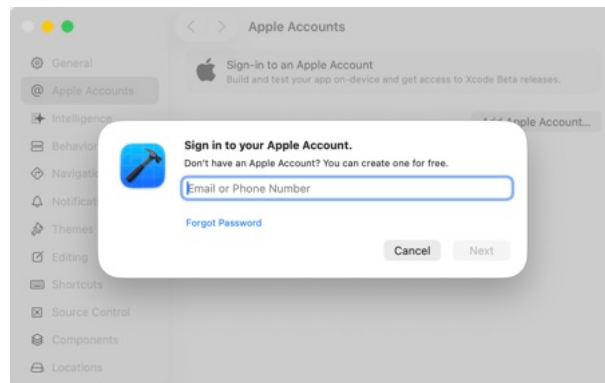 Apple Accounts
General
Apple Accounts
Intelligence
Behavior
Navigatio
Notificat
Themes
Editing
Shortcuts
Source Control
Components
Locations
Sign-in to an Apple Account
Build and test your app on-device and get access to Xcode Beta releases.
Add Apple Account...
Sign in to your Apple Account.
Don't have an Apple Account? You can create one for free.
Email or Phone Number
Forgot Password
Cancel
Next